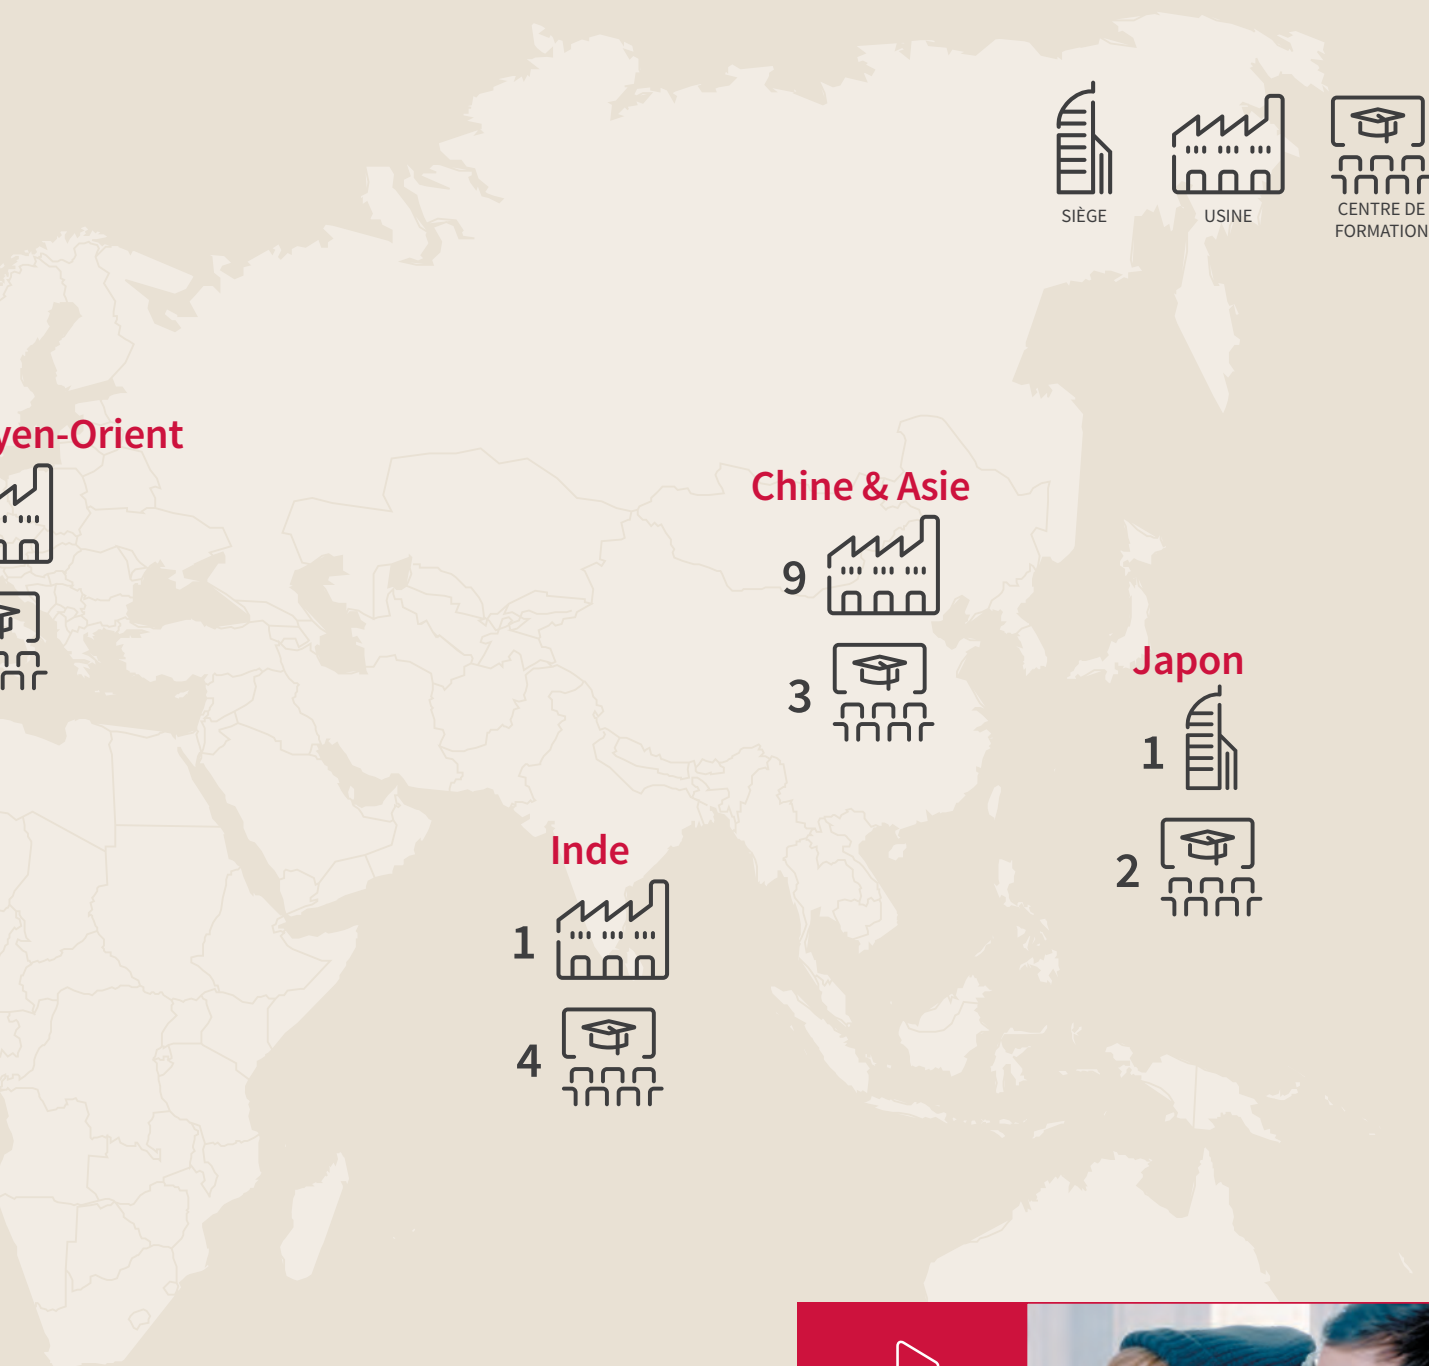 SIÈGE
USINE
CENTRE DE
FORMATION
yen-Orient
Chine & Asie
9
3
Japon
1
2
Inde
1
4